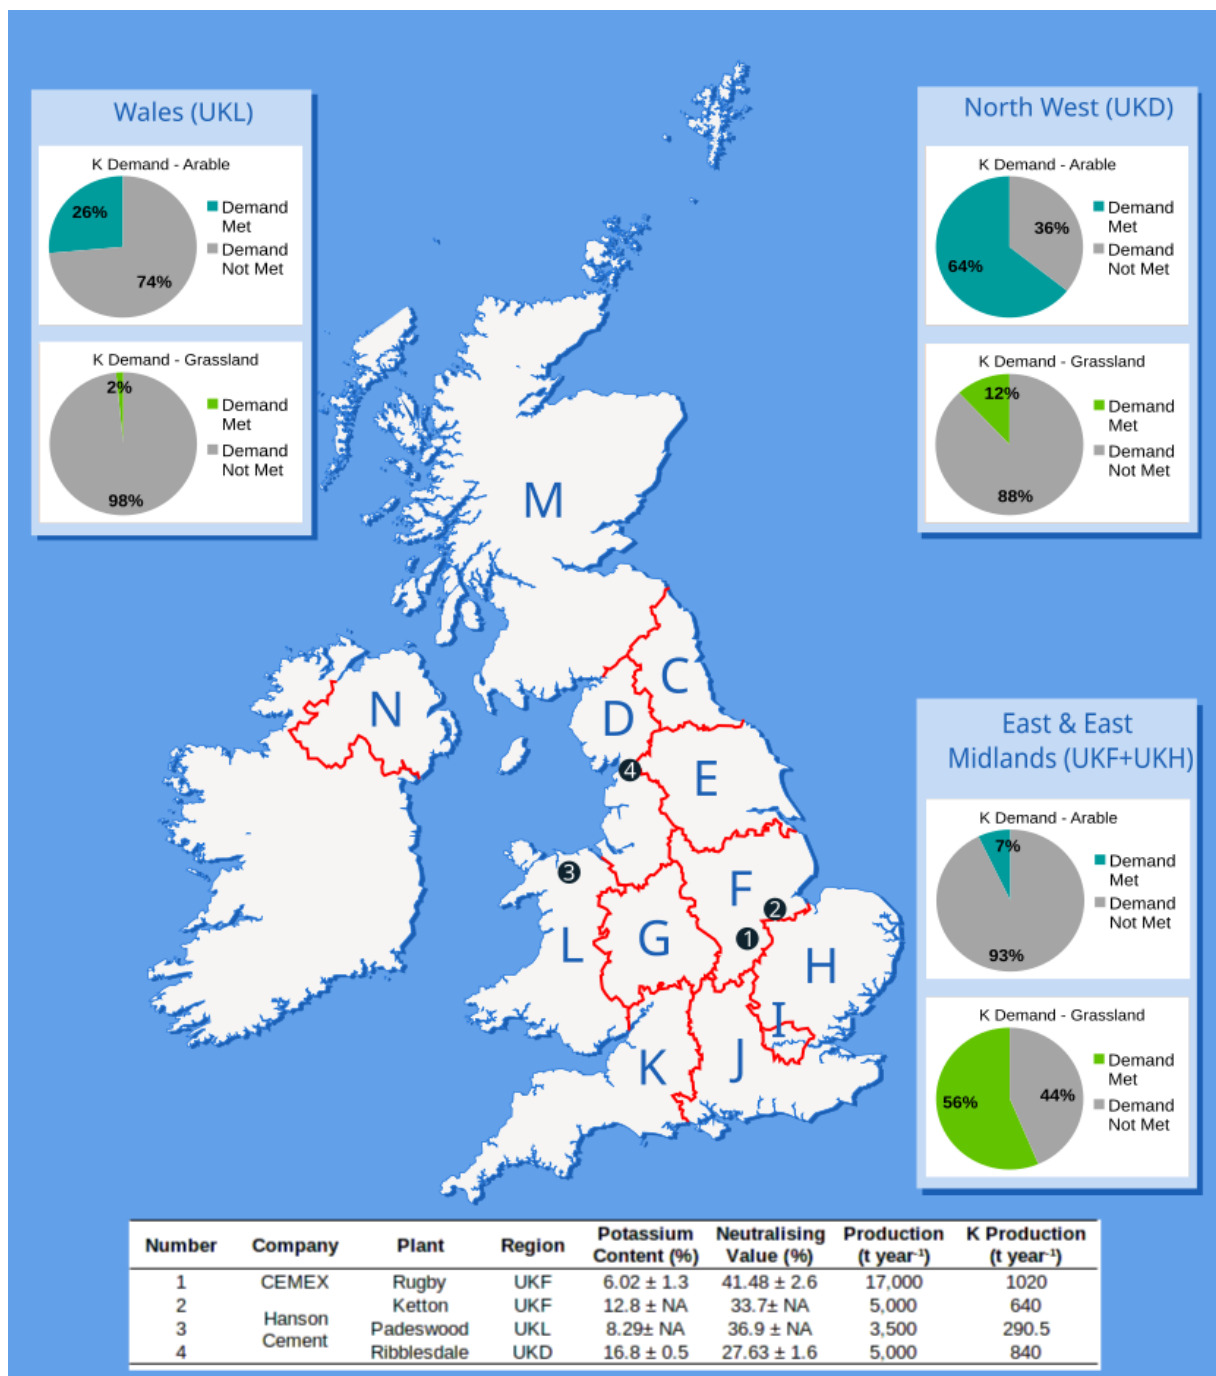 Wales (UKL)
K Demand - Arable
26%
74%
Demand
Met
Demand
Not Met
K Demand - Grassland
2%
98%
Demand
Met
Demand
Not Met
North West (UKD)
K Demand - Arable
36%
64%
Demand
Met
Demand
Not Met
K Demand - Grassland
12%
88%
Demand
Met
Demand
Not Met
M
C
N
D
4
E
3
F
2
L
G
1
H
I
J
K
East & East
Midlands (UKF+UKH)
K Demand - Arable
7%
93%
Demand
Met
Demand
Not Met
K Demand - Grassland
56%
44%
Demand
Met
Demand
Not Met
Number Company Plant Region Potassium Content (%) Neutralising Value (%) Production (t year⁻¹) K Production (t year⁻¹)
1 CEMEX Rugby UKF 6.02 ± 1.3 41.48 ± 2.6 17,000 1020
2 Hanson Cement Ketton UKF 12.8 ± NA 33.7± NA 5,000 640
3 Padeswood UKL 8.29± NA 36.9 ± NA 3,500 290.5
4 Ribblesdale UKD 16.8 ± 0.5 27.63 ± 1.6 5,000 840